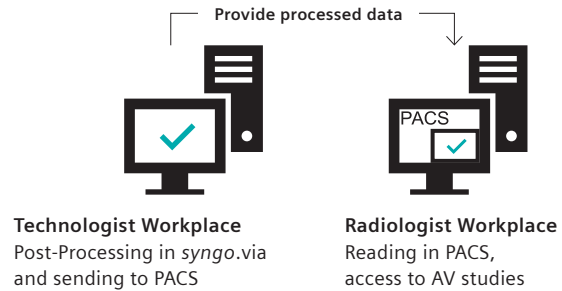 Provide processed data
PACS
Technologist Workplace
Post-Processing in syngo.via
and sending to PACS
Radiologist Workplace
Reading in PACS,
access to AV studies